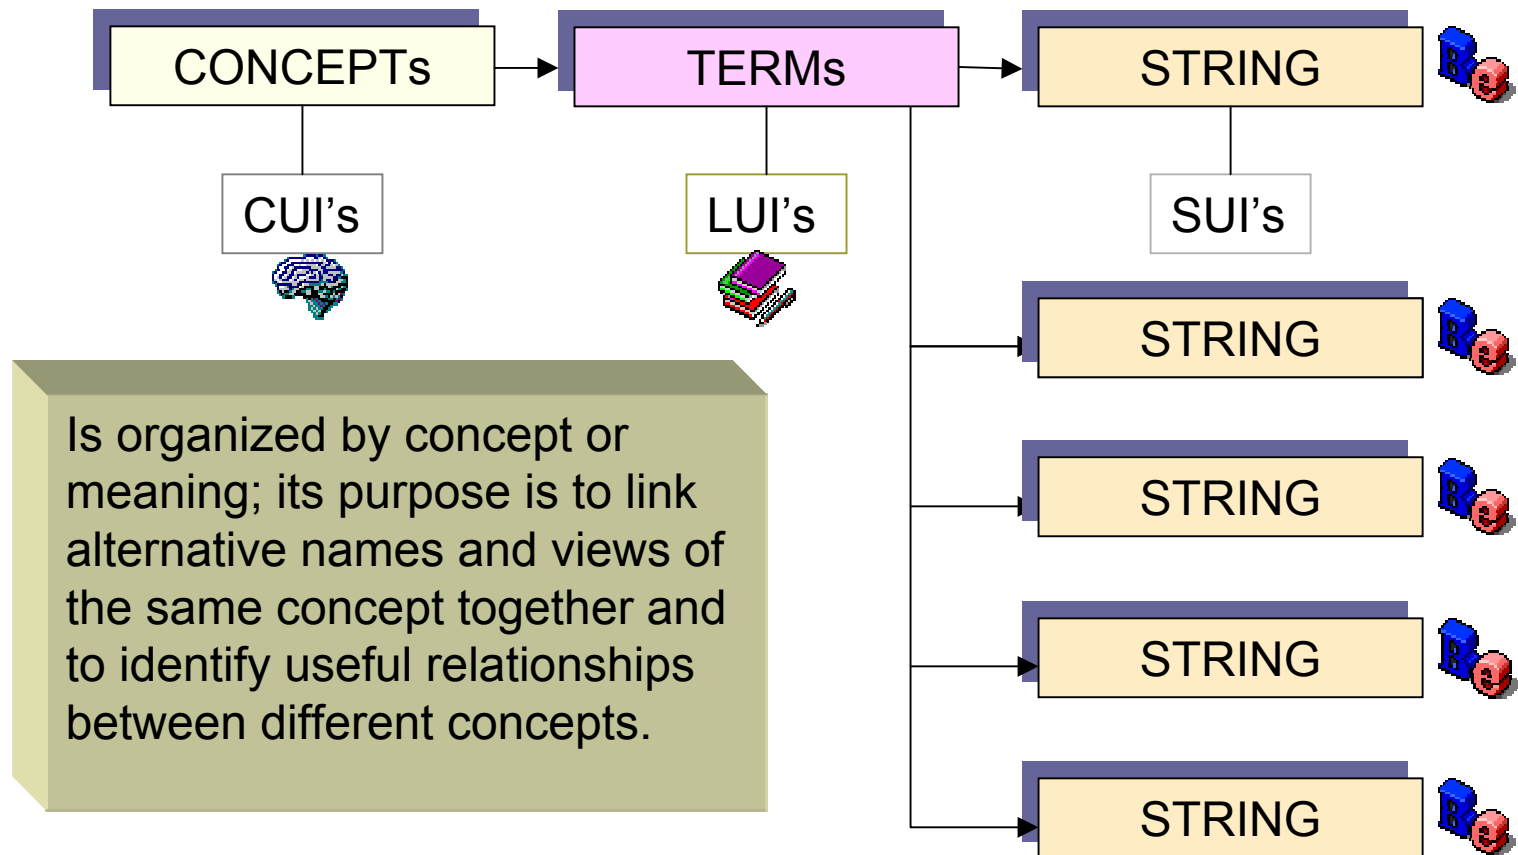 CONCEPTs
TERMs
STRING
CUI’s
LUI’s
SUI’s
STRING
Is organized by concept or
meaning; its purpose is to link
alternative names and views of
the same concept together and
to identify useful relationships
between different concepts.
STRING
STRING
STRING